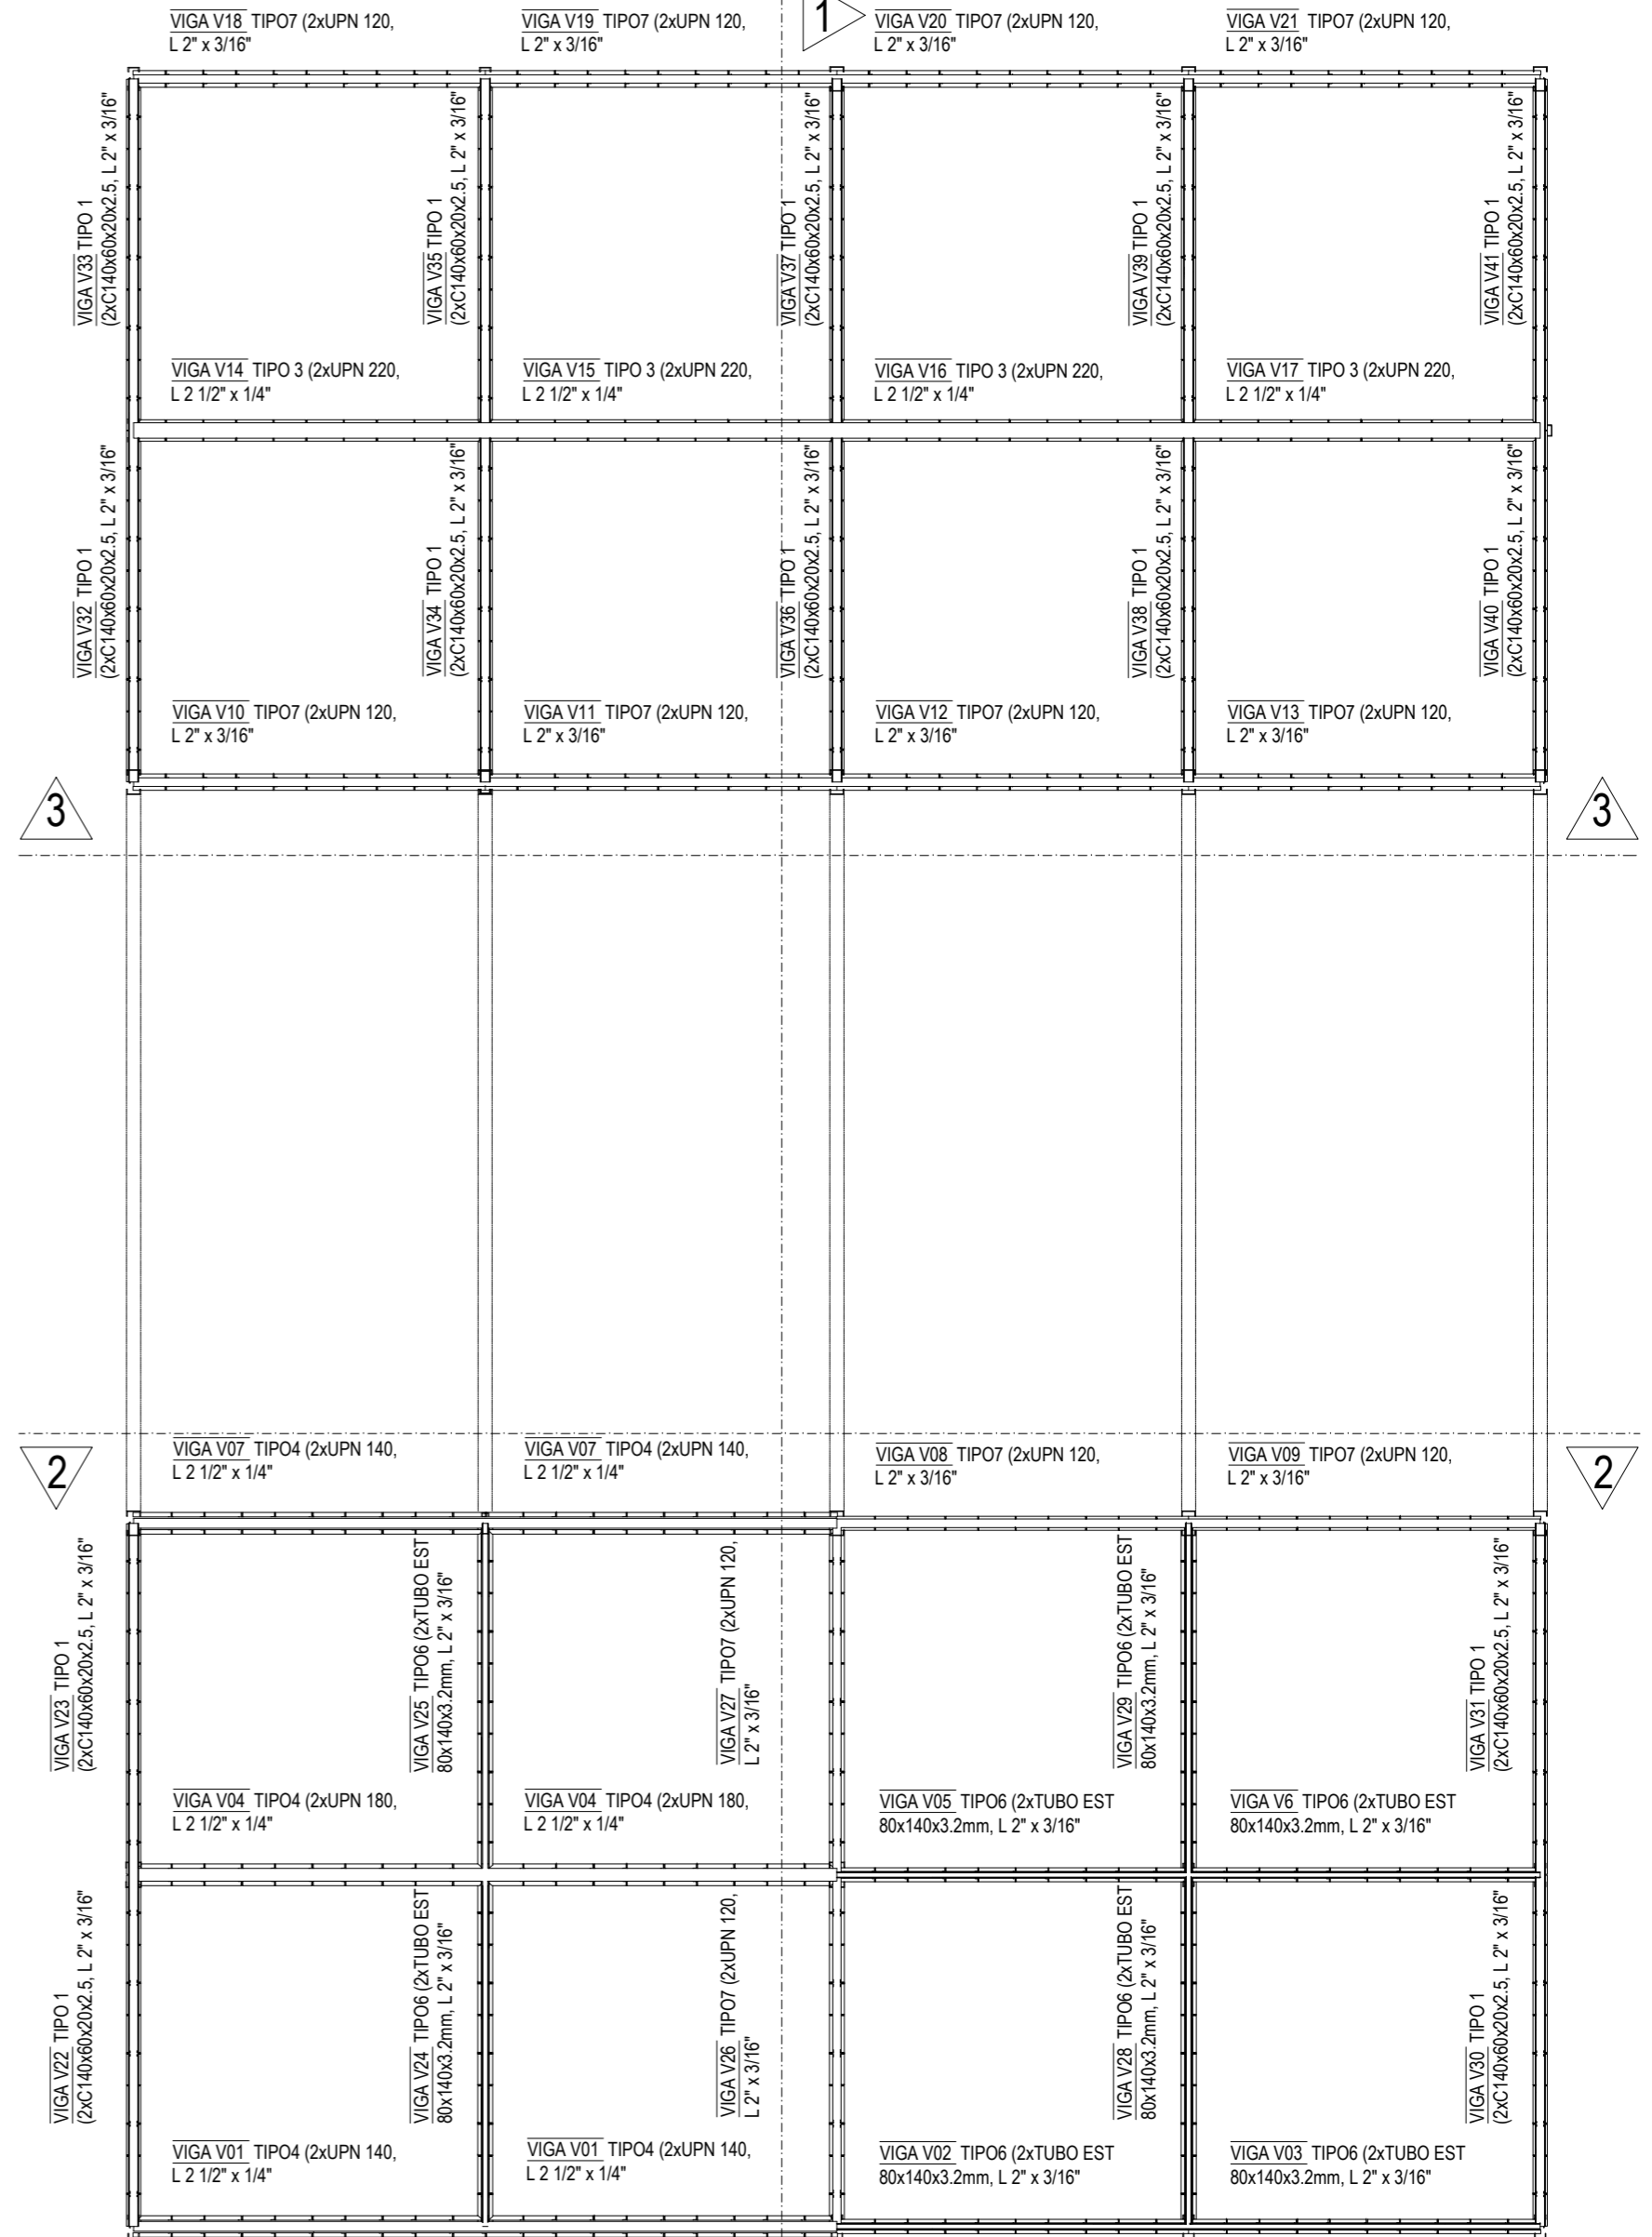 VIGA V18 TIPO7 (2xUPN 120,
L 2" x 3/16"
VIGA V19 TIPO7 (2xUPN 120,
L 2" x 3/16"
1
VIGA V20 TIPO7 (2xUPN 120,
L 2" x 3/16"
VIGA V21 TIPO7 (2xUPN 120,
L 2" x 3/16"
VIGA V33 TIPO 1
(2xC140x60x20x2.5, L 2" x 3/16"
VIGA V35 TIPO 1
(2xC140x60x20x2.5, L 2" x 3/16"
VIGA V37 TIPO 1
(2xC140x60x20x2.5, L 2" x 3/16"
VIGA V39 TIPO 1
(2xC140x60x20x2.5, L 2" x 3/16"
VIGA V41 TIPO 1
(2xC140x60x20x2.5, L 2" x 3/16"
VIGA V14 TIPO 3 (2xUPN 220,
L 2 1/2" x 1/4"
VIGA V15 TIPO 3 (2xUPN 220,
L 2 1/2" x 1/4"
VIGA V16 TIPO 3 (2xUPN 220,
L 2 1/2" x 1/4"
VIGA V17 TIPO 3 (2xUPN 220,
L 2 1/2" x 1/4"
VIGA V32 TIPO 1
(2xC140x60x20x2.5, L 2" x 3/16"
VIGA V34 TIPO 1
(2xC140x60x20x2.5, L 2" x 3/16"
VIGA V36 TIPO 1
(2xC140x60x20x2.5, L 2" x 3/16"
VIGA V38 TIPO 1
(2xC140x60x20x2.5, L 2" x 3/16"
VIGA V40 TIPO 1
(2xC140x60x20x2.5, L 2" x 3/16"
VIGA V10 TIPO7 (2xUPN 120,
L 2" x 3/16"
VIGA V11 TIPO7 (2xUPN 120,
L 2" x 3/16"
VIGA V12 TIPO7 (2xUPN 120,
L 2" x 3/16"
VIGA V13 TIPO7 (2xUPN 120,
L 2" x 3/16"
3
3
2
VIGA V07 TIPO4 (2xUPN 140,
L 2 1/2" x 1/4"
VIGA V07 TIPO4 (2xUPN 140,
L 2 1/2" x 1/4"
VIGA V08 TIPO7 (2xUPN 120,
L 2" x 3/16"
VIGA V09 TIPO7 (2xUPN 120,
L 2" x 3/16"
2
VIGA V23 TIPO 1
(2xC140x60x20x2.5, L 2" x 3/16"
VIGA V25 TIPO6 (2xTUBO EST
80x140x3.2mm, L 2" x 3/16"
VIGA V27 TIPO7 (2xUPN 120,
L 2" x 3/16"
VIGA V29 TIPO6 (2xTUBO EST
80x140x3.2mm, L 2" x 3/16"
VIGA V31 TIPO 1
(2xC140x60x20x2.5, L 2" x 3/16"
VIGA V04 TIPO4 (2xUPN 180,
L 2 1/2" x 1/4"
VIGA V04 TIPO4 (2xUPN 180,
L 2 1/2" x 1/4"
VIGA V05 TIPO6 (2xTUBO EST
80x140x3.2mm, L 2" x 3/16"
VIGA V6 TIPO6 (2xTUBO EST
80x140x3.2mm, L 2" x 3/16"
VIGA V22 TIPO 1
(2xC140x60x20x2.5, L 2" x 3/16"
VIGA V24 TIPO6 (2xTUBO EST
80x140x3.2mm, L 2" x 3/16"
VIGA V26 TIPO7 (2xUPN 120,
L 2" x 3/16"
VIGA V28 TIPO6 (2xTUBO EST
80x140x3.2mm, L 2" x 3/16"
VIGA V30 TIPO 1
(2xC140x60x20x2.5, L 2" x 3/16"
VIGA V01 TIPO4 (2xUPN 140,
L 2 1/2" x 1/4"
VIGA V01 TIPO4 (2xUPN 140,
L 2 1/2" x 1/4"
VIGA V02 TIPO6 (2xTUBO EST
80x140x3.2mm, L 2" x 3/16"
VIGA V03 TIPO6 (2xTUBO EST
80x140x3.2mm, L 2" x 3/16"